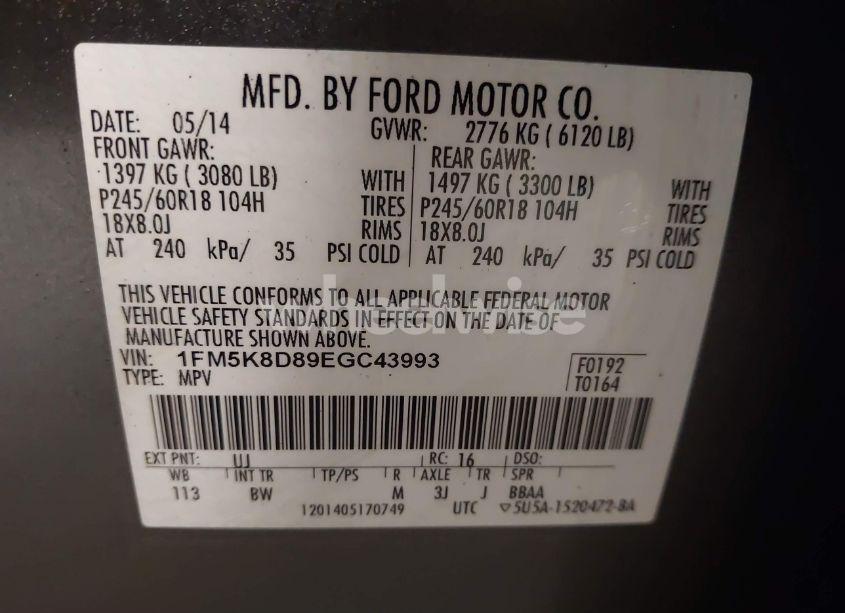 MFD. BY FORD MOTOR CO.
DATE: 05/14 GVWR: 2776 KG ( 6120 LB)
FRONT GAWR: REAR GAWR:
1397 KG ( 3080 LB) WITH 1497 KG ( 3300 LB) WITH
P245/60R18 104H TIRES P245/60R18 104H TIRES
18X8.0J RIMS 18X8.0J RIMS
AT 240 kPa/ 35 PSI COLD AT 240 kPa/ 35 PSI COLD
THIS VEHICLE CONFORMS TO ALL APPLICABLE FEDERAL MOTOR
VEHICLE SAFETY STANDARDS IN EFFECT ON THE DATE OF
MANUFACTURE SHOWN ABOVE.
VIN: 1FM5K8D89EGC43993 F0192
TYPE: MPV T0164
EXT PNT: UJ RC: 16 DSO:
WB INT TR TP/PS R AXLE TR SPR
113 BW M 3J J BBAA
1201405170749 UTC ▽5U5A-1520472-BA